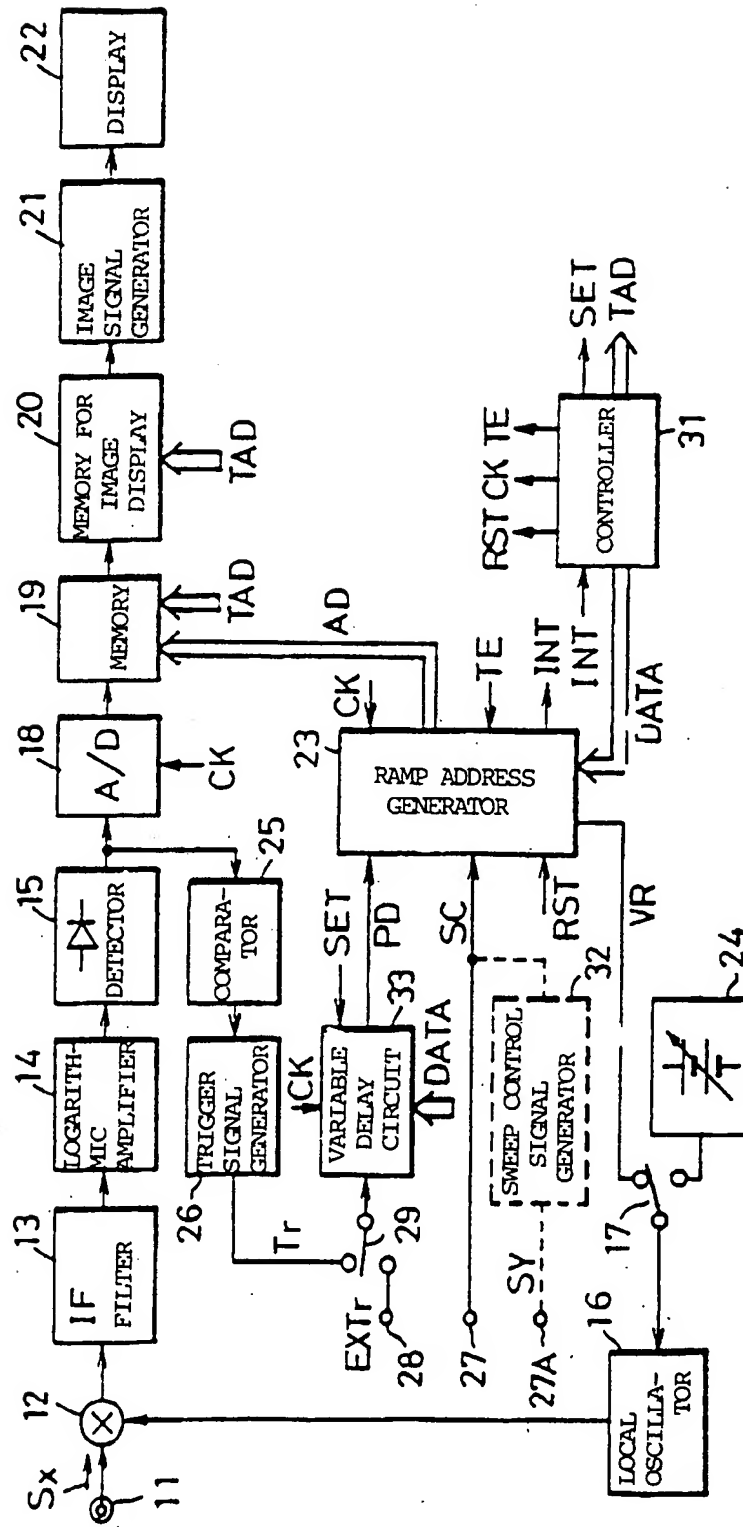 Sx
11
12
13
IF
FILTER
14
LOGARITH-
MIC
AMPLIFIER
15
DETECTOR
18
A/D
CK
19
MEMORY
TAD
20
MEMORY FOR
IMAGE
DISPLAY
TAD
21
IMAGE
SIGNAL
GENERATOR
22
DISPLAY
25
COMPARA-
TOR
26
TRIGGER
SIGNAL
GENERATOR
Tr
EXTr
28
29
CK
SET
VARIABLE
DELAY
CIRCUIT
33
DATA
PD
23
CK
AD
RAMP ADDRESS
GENERATOR
TE
INT
RST
SC
27
27A
SY
SWEEP CONTROL
SIGNAL
GENERATOR
32
VR
24
17
16
LOCAL
OSCILLA-
TOR
RST
CK
TE
SET
TAD
INT
CONTROLLER
31
DATA